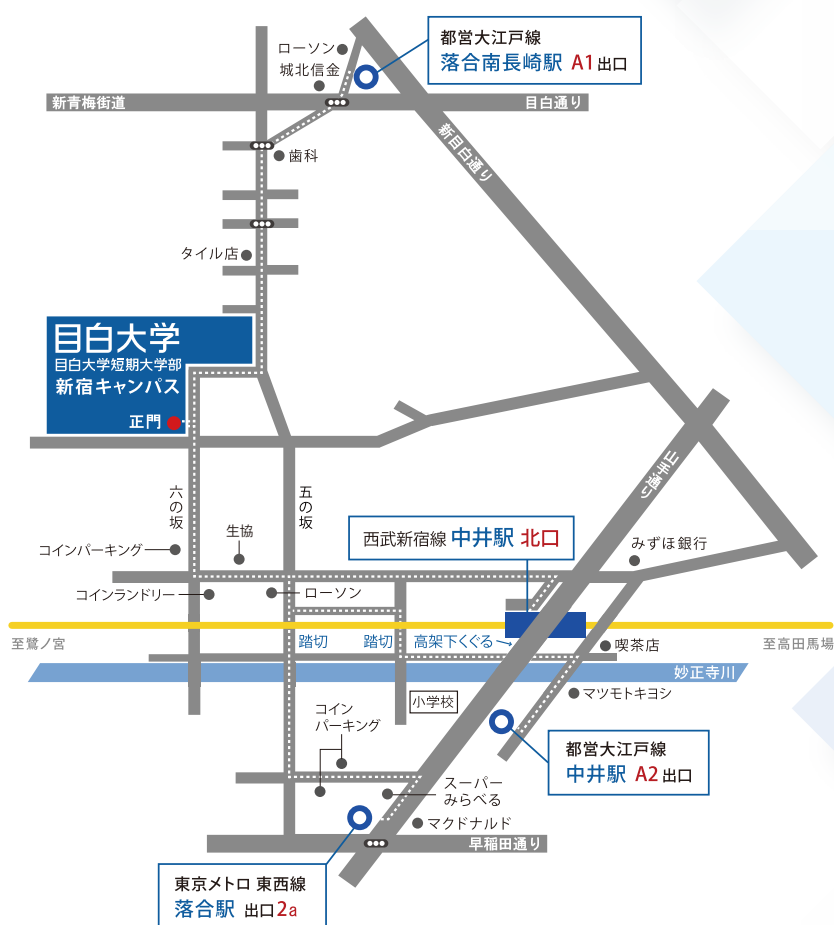 都営大江戸線
落合南長崎駅 A1出口
ローソン
城北信金
新青梅街道
目白通り
新目白通り
歯科
タイル店
目白大学
目白大学短期大学部
新宿キャンパス
正門
山手通り
六の坂
五の坂
生協
西武新宿線 中井駅 北口
みずほ銀行
コインパーキング
コインランドリー
ローソン
至鷺ノ宮
踏切
踏切
高架下くぐる
喫茶店
至高田馬場
妙正寺川
小学校
マツモトキヨシ
コイン
パーキング
都営大江戸線
中井駅 A2出口
スーパー
みらべる
マクドナルド
早稲田通り
東京メトロ 東西線
落合駅 出口2a